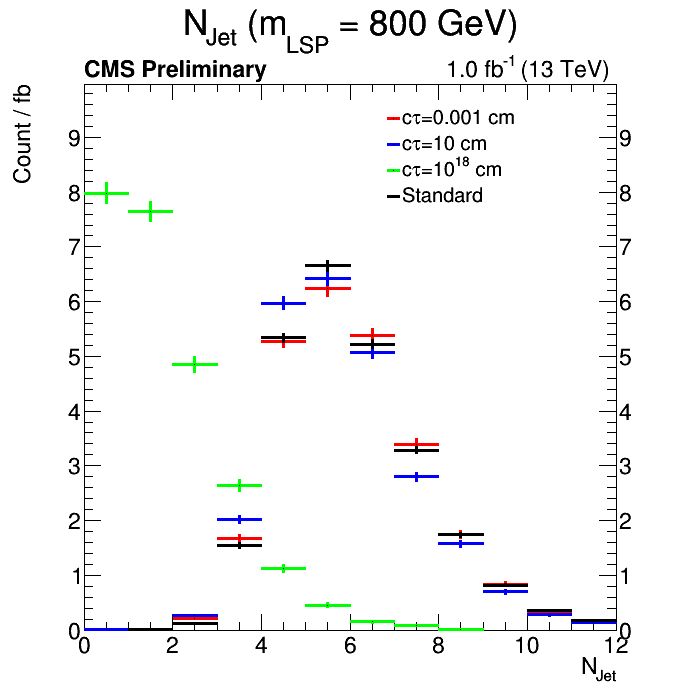 N_Jet (m_LSP = 800 GeV)
CMS Preliminary 1.0 fb⁻¹ (13 TeV)
Count / fb
cτ=0.001 cm
cτ=10 cm
cτ=10¹⁸ cm
Standard
9 9
8 8
7 7
6 6
5 5
4 4
3 3
2 2
1 1
0 0
0 2 4 6 8 10 12
N_Jet